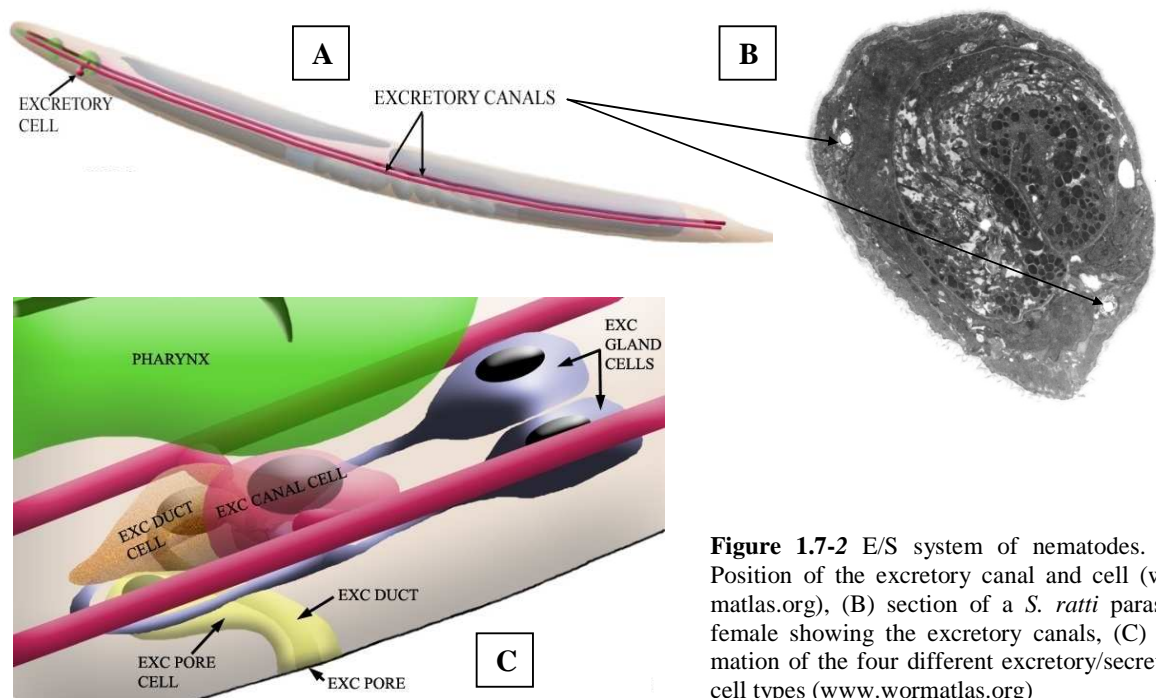 A
B
EXCRETORY
CELL
EXCRETORY CANALS
PHARYNX
EXC
GLAND
CELLS
EXC CANAL CELL
EXC DUCT
CELL
EXC DUCT
EXC PORE
CELL
EXC PORE
C
Figure 1.7-2 E/S system of nematodes.
Position of the excretory canal and cell (w
matlas.org), (B) section of a S. ratti paras
female showing the excretory canals, (C)
mation of the four different excretory/secret
cell types (www.wormatlas.org)